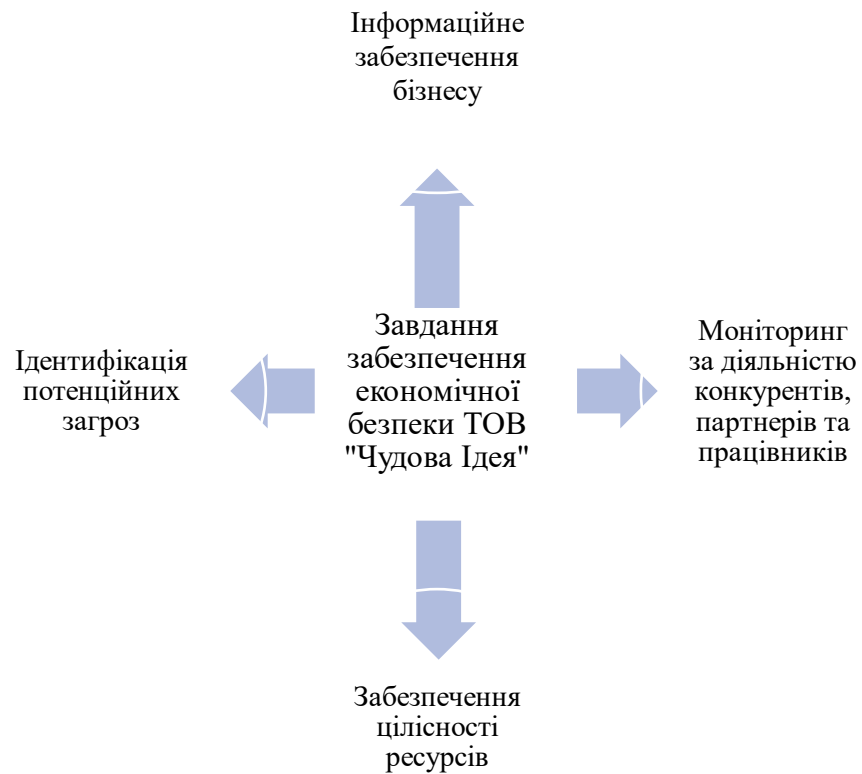 Інформаційне
забезпечення
бізнесу
Ідентифікація
потенційних
загроз
Завдання
забезпечення
економічної
безпеки ТОВ
"Чудова Ідея"
Моніторинг
за діяльністю
конкурентів,
партнерів та
працівників
Забезпечення
цілісності
ресурсів